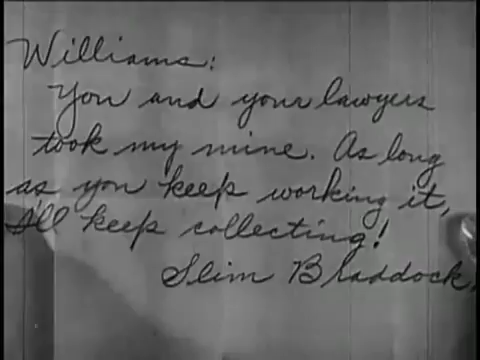 Williams:
You and your lawyers
took my mine. As long
as you keep working it,
I'll keep collecting!
Slim Braddock.